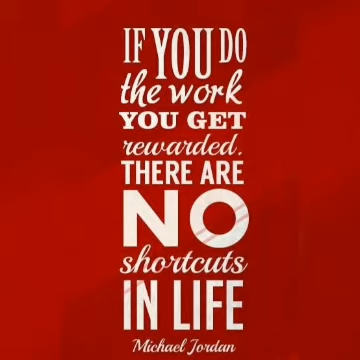 IF YOU DO
the work
YOU GET
rewarded.
THERE ARE
NO
shortcuts
IN LIFE
Michael Jordan